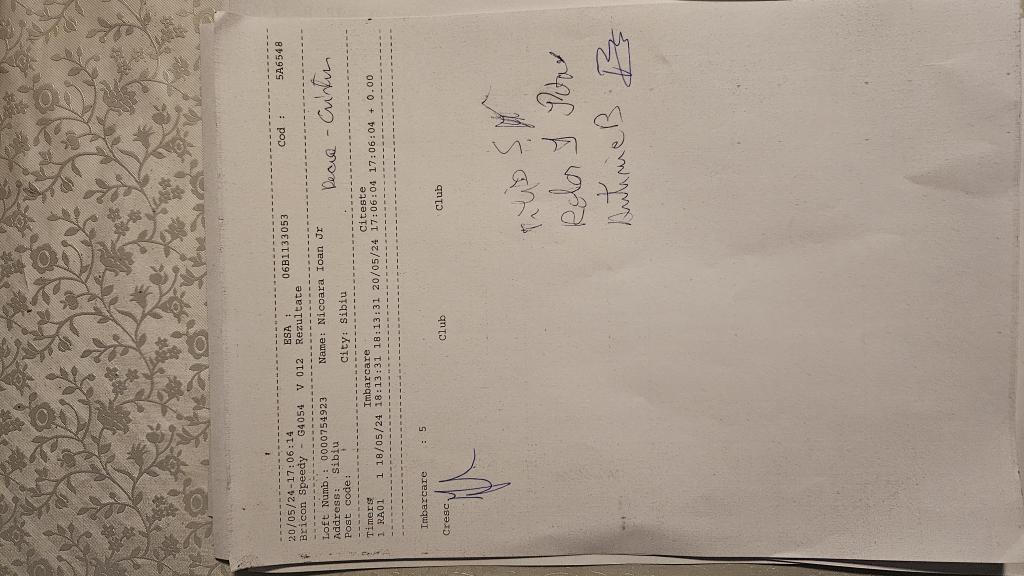 20/05/24-17:06:14 ESA : 06B1133053 Cod : 5A6548
Bricon Speedy - G4054 V 012 Rezultate
Loft Numb.: 0000754923 Name: Nicoara Ioan Jr
Address: Sibiu
Post code: City: Sibiu
Timers Imbarcare Citeste
1 RA01 1 18/05/24 18:13:31 18:13:31 20/05/24 17:06:04 17:06:04 + 0.00
Imbarcare : 5
Cresc Club Club